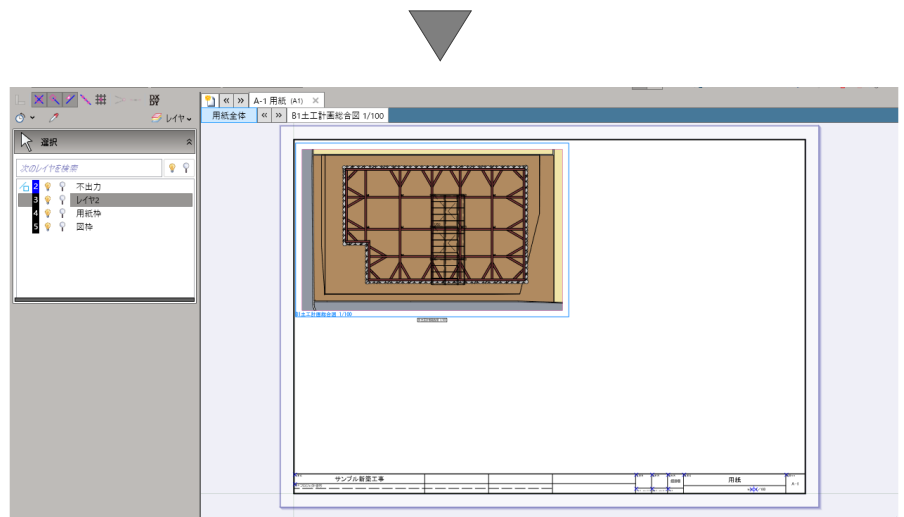 A-1 用紙 (A1)
レイヤ
用紙全体
B1土工計画総合図 1/100
選択
次のレイヤを検索
2 不出力
3 レイヤ2
4 用紙枠
5 図枠
B1土工計画総合図 1/100
サンプル新築工事
用紙
A-1